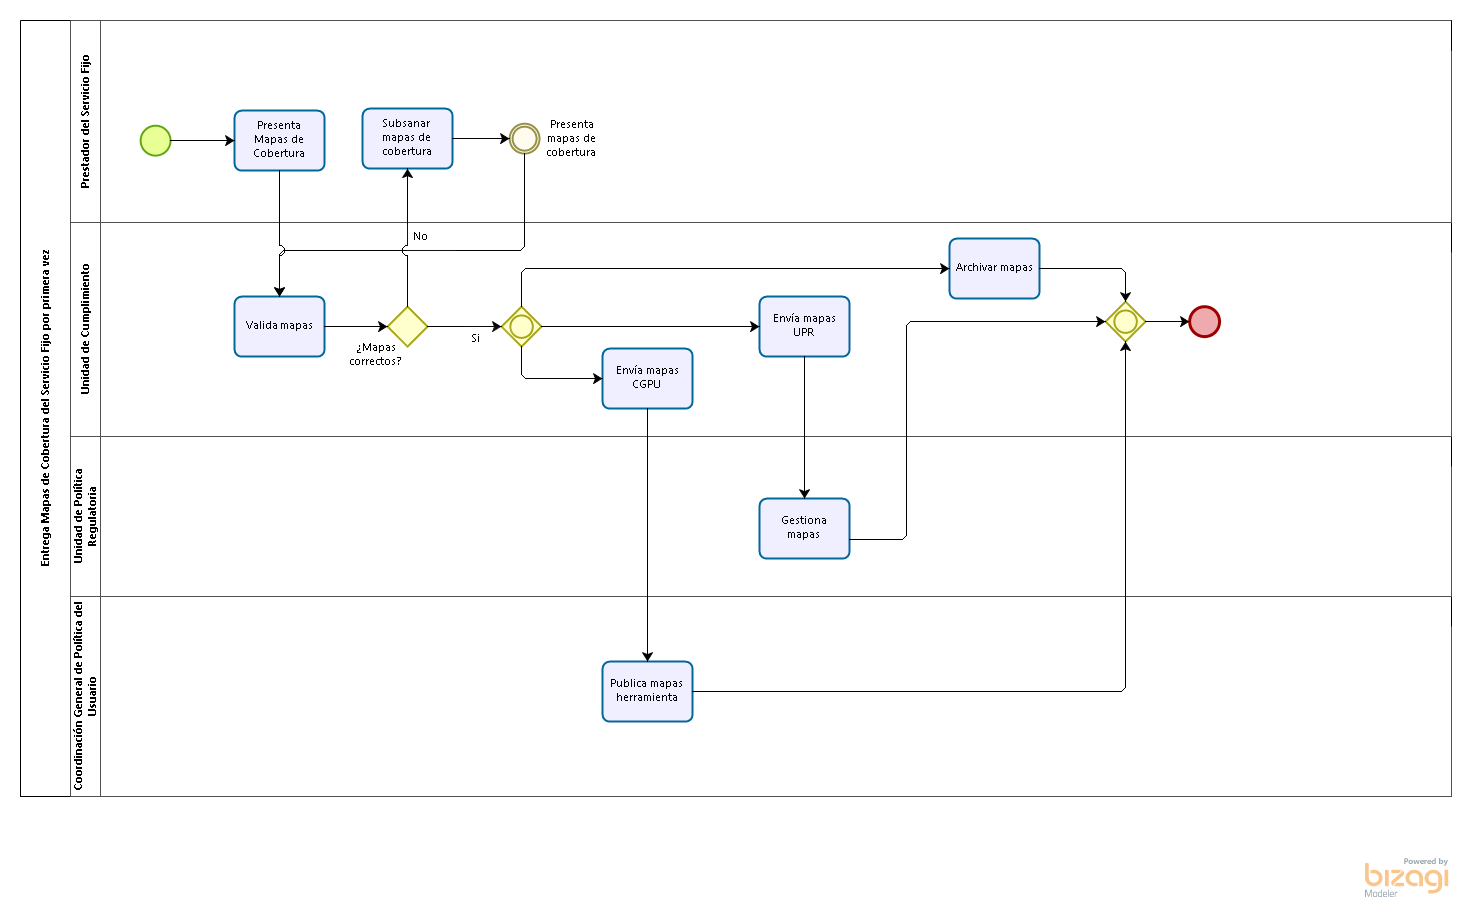 Entrega Mapas de Cobertura del Servicio Fijo por primera vez
Prestador del Servicio Fijo
Presenta
Mapas de
Cobertura
Subsanar
mapas de
cobertura
Presenta
mapas de
cobertura
Unidad de Cumplimiento
No
Valida mapas
¿Mapas
correctos?
Si
Archivar mapas
Envía mapas
UPR
Envía mapas
CGPU
Unidad de Política
Regulatoria
Gestiona
mapas
Coordinación General de Política del
Usuario
Publica mapas
herramienta
Powered by
bizagi
Modeler